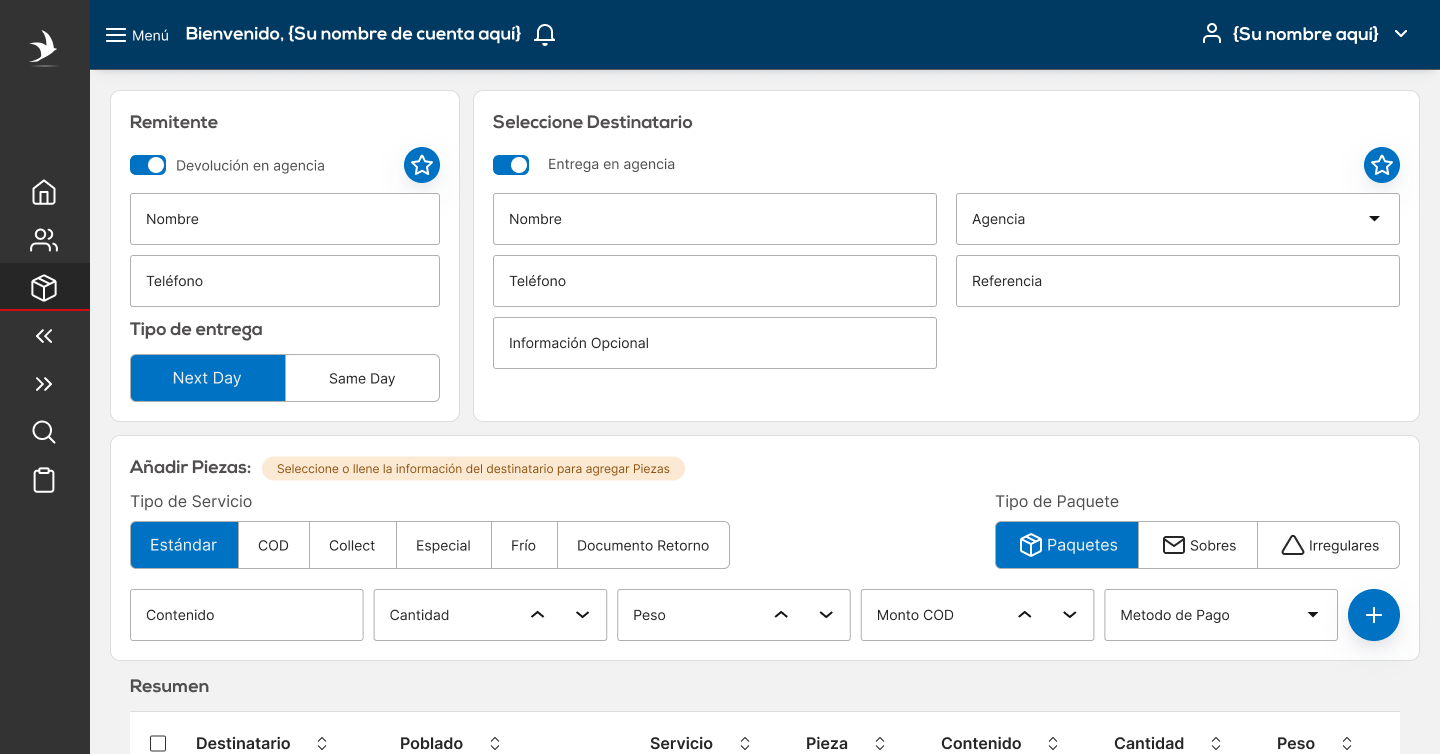 Menú
Bienvenido, {Su nombre de cuenta aquí}
{Su nombre aquí}
Remitente
Devolución en agencia
Nombre
Teléfono
Tipo de entrega
Next Day
Same Day
Seleccione Destinatario
Entrega en agencia
Nombre
Agencia
Teléfono
Referencia
Información Opcional
Añadir Piezas:
Seleccione o llene la información del destinatario para agregar Piezas
Tipo de Servicio
Estándar
COD
Collect
Especial
Frío
Documento Retorno
Tipo de Paquete
Paquetes
Sobres
Irregulares
Contenido
Cantidad
Peso
Monto COD
Metodo de Pago
Resumen
Destinatario
Poblado
Servicio
Pieza
Contenido
Cantidad
Peso